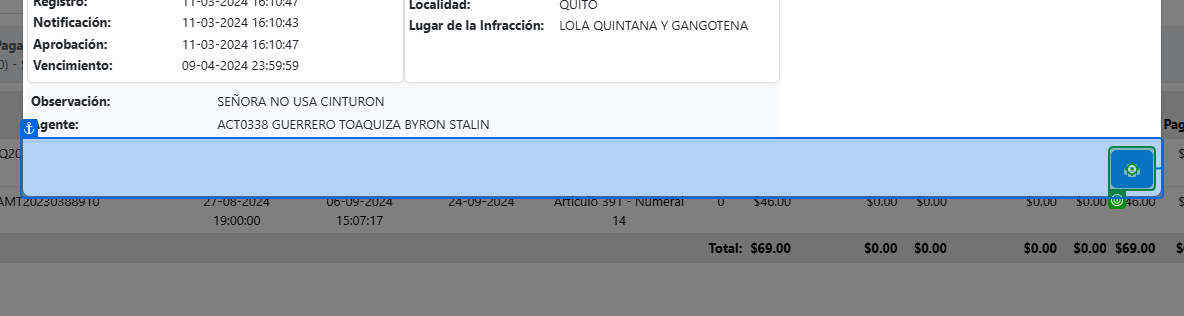 Registro: 11-03-2024 16:10:47
Localidad: QUITO
Notificación: 11-03-2024 16:10:43
Lugar de la Infracción: LOLA QUINTANA Y GANGOTENA
Aprobación: 11-03-2024 16:10:47
Vencimiento: 09-04-2024 23:59:59
Paga
0) -
Observación: SEÑORA NO USA CINTURON
Agente: ACT0338 GUERRERO TOAQUIZA BYRON STALIN
Pag
Q20 $
AMT20230388910 27-08-2024 06-09-2024 24-09-2024 Artículo 391 - Numeral 0 $46.00 $0.00 $0.00 $0.00 $0.00 $46.00 $
19:00:00 15:07:17 14
Total: $69.00 $0.00 $0.00 $0.00 $0.00 $69.00 $